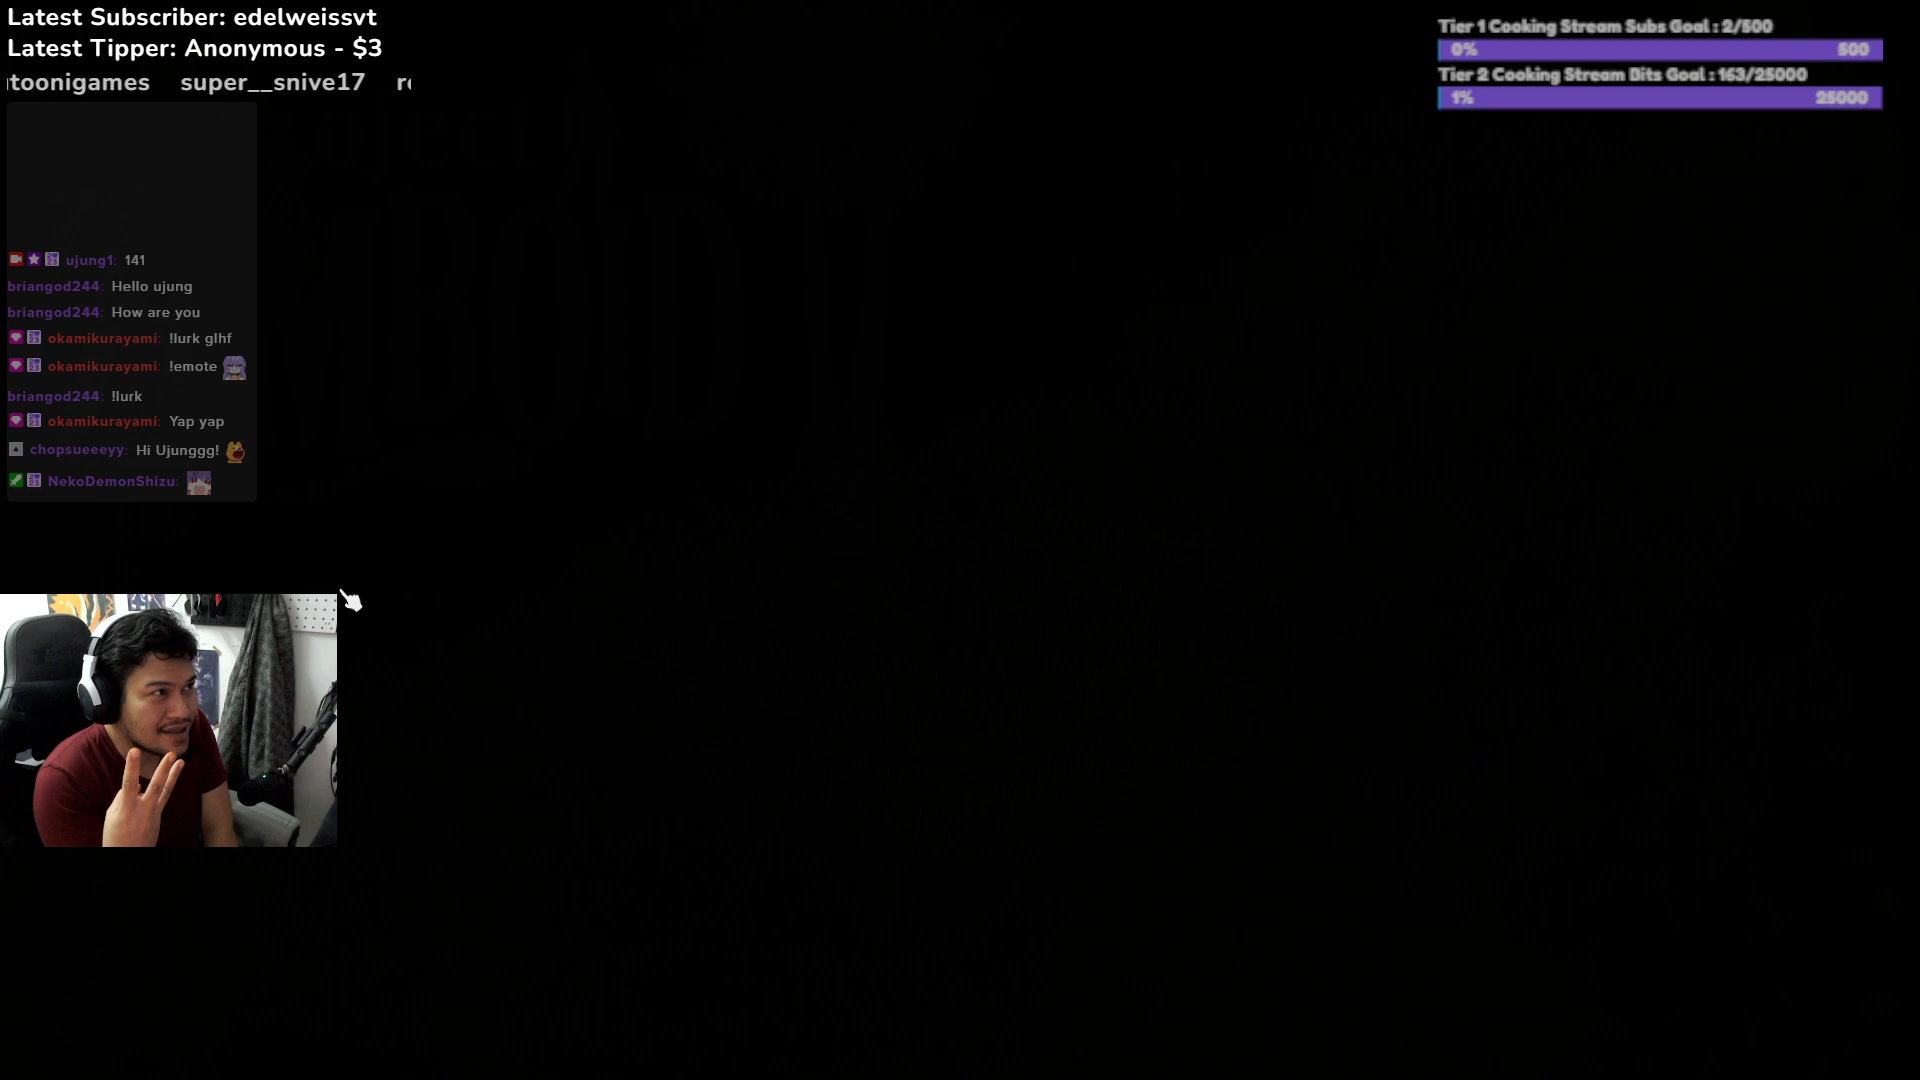 Latest Subscriber: edelweissvt
Latest Tipper: Anonymous - $3
toonigames super__snive17
Tier 1 Cooking Stream Subs Goal : 2/500
0% 500
Tier 2 Cooking Stream Bits Goal : 163/25000
1% 25000
ujung1: 141
briangod244: Hello ujung
briangod244: How are you
okamikurayami: !lurk glhf
okamikurayami: !emote
briangod244: !lurk
okamikurayami: Yap yap
chopsueeeyy: Hi Ujunggg!
NekoDemonShizu: